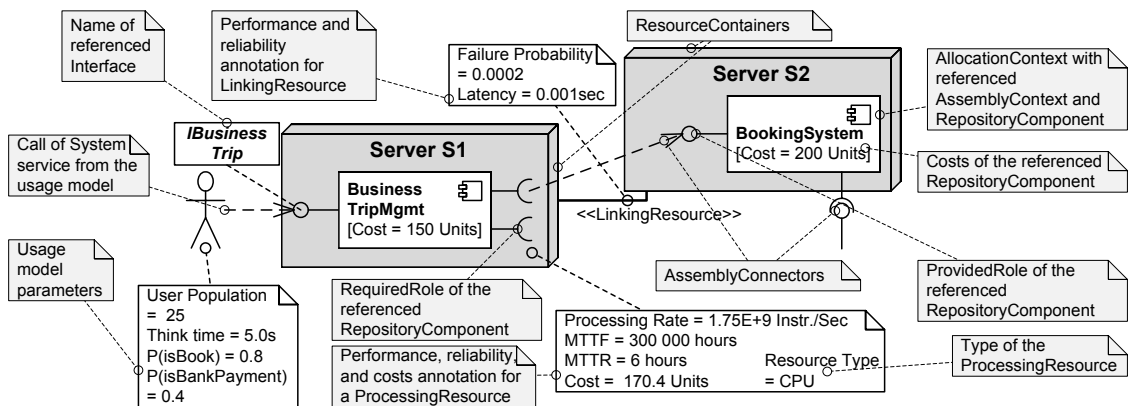 Name of
referenced
Interface
Performance and
reliability
annotation for
LinkingResource
Failure Probability
= 0.0002
Latency = 0.001sec
ResourceContainers
Server S2
AllocationContext with
referenced
AssemblyContext and
RepositoryComponent
Call of System
service from the
usage model
IBusiness
Trip
Server S1
Business
TripMgmt
[Cost = 150 Units]
BookingSystem
[Cost = 200 Units]
Costs of the referenced
RepositoryComponent
<<LinkingResource>>
Usage
model
parameters
User Population
= 25
Think time = 5.0s
P(isBook) = 0.8
P(isBankPayment)
= 0.4
RequiredRole of the
referenced
RepositoryComponent
AssemblyConnectors
ProvidedRole of the
referenced
RepositoryComponent
Performance, reliability,
and costs annotation for
a ProcessingResource
Processing Rate = 1.75E+9 Instr./Sec
MTTF = 300 000 hours
MTTR = 6 hours
Cost = 170.4 Units
Resource Type
= CPU
Type of the
ProcessingResource